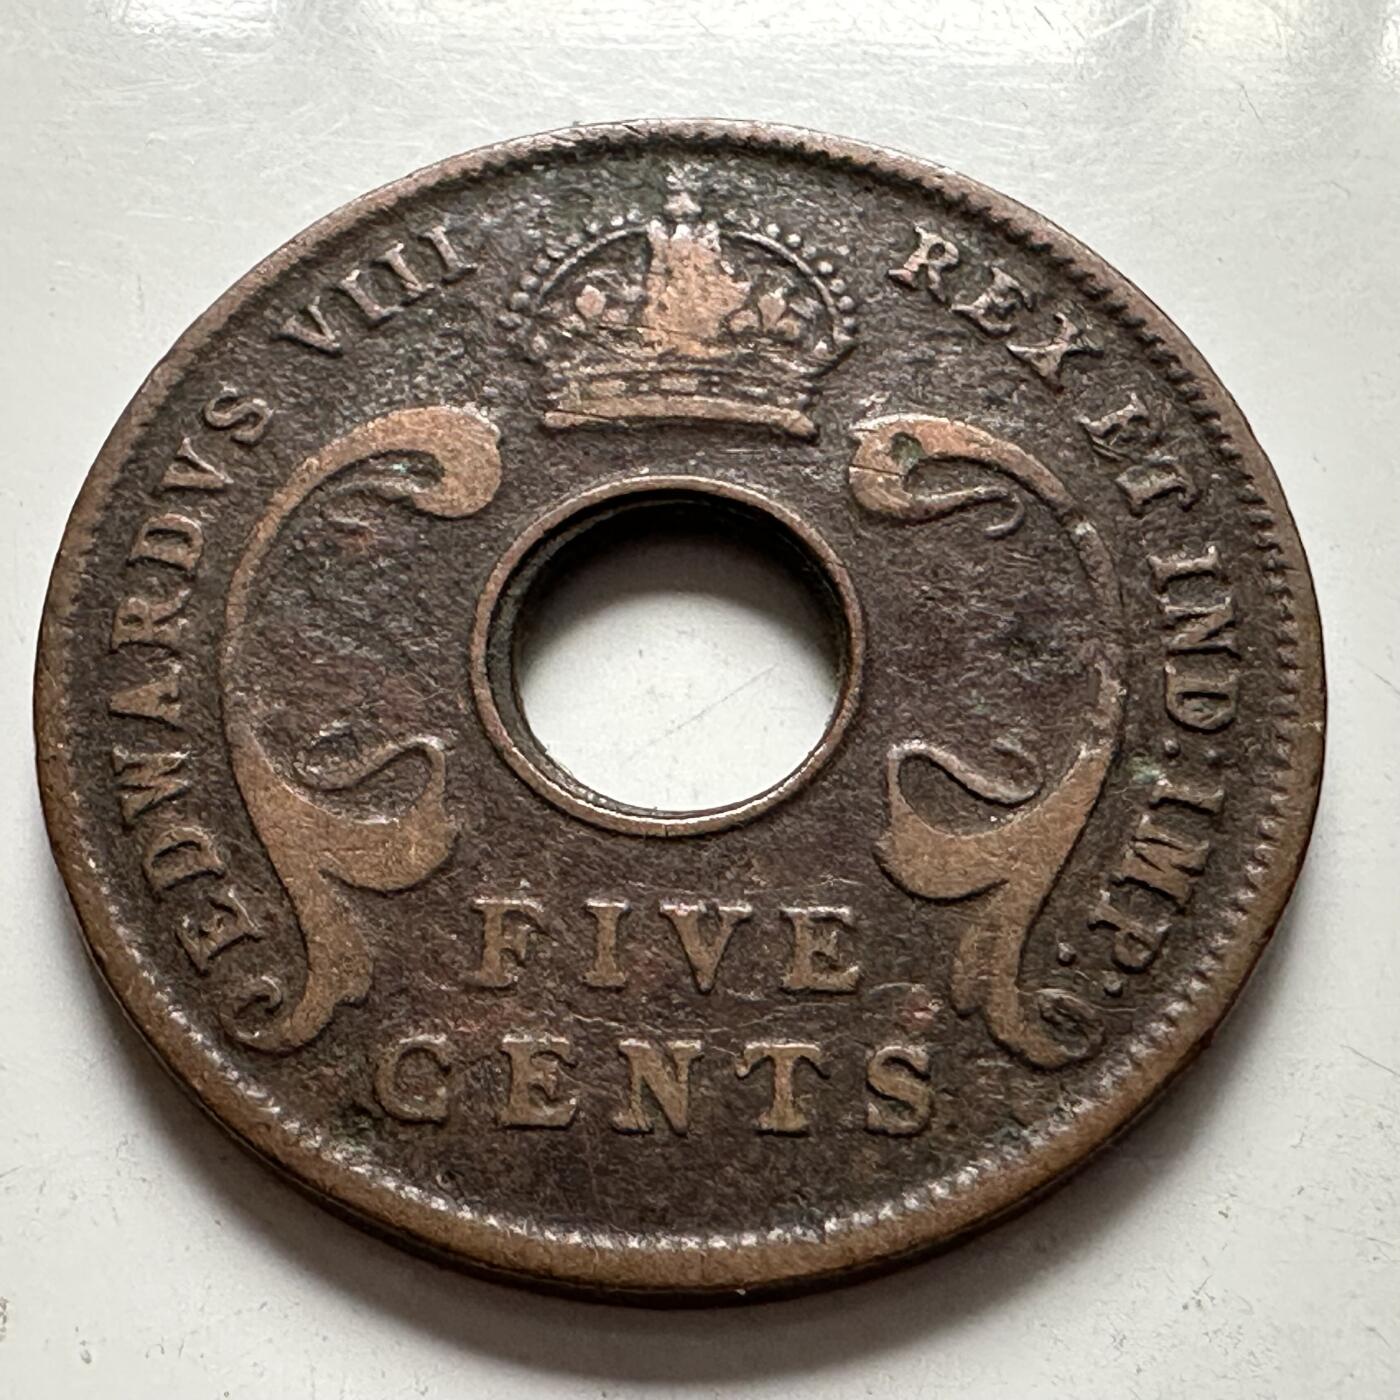 EDWARDVS VIII REX ET IND: IMP:
FIVE
CENTS